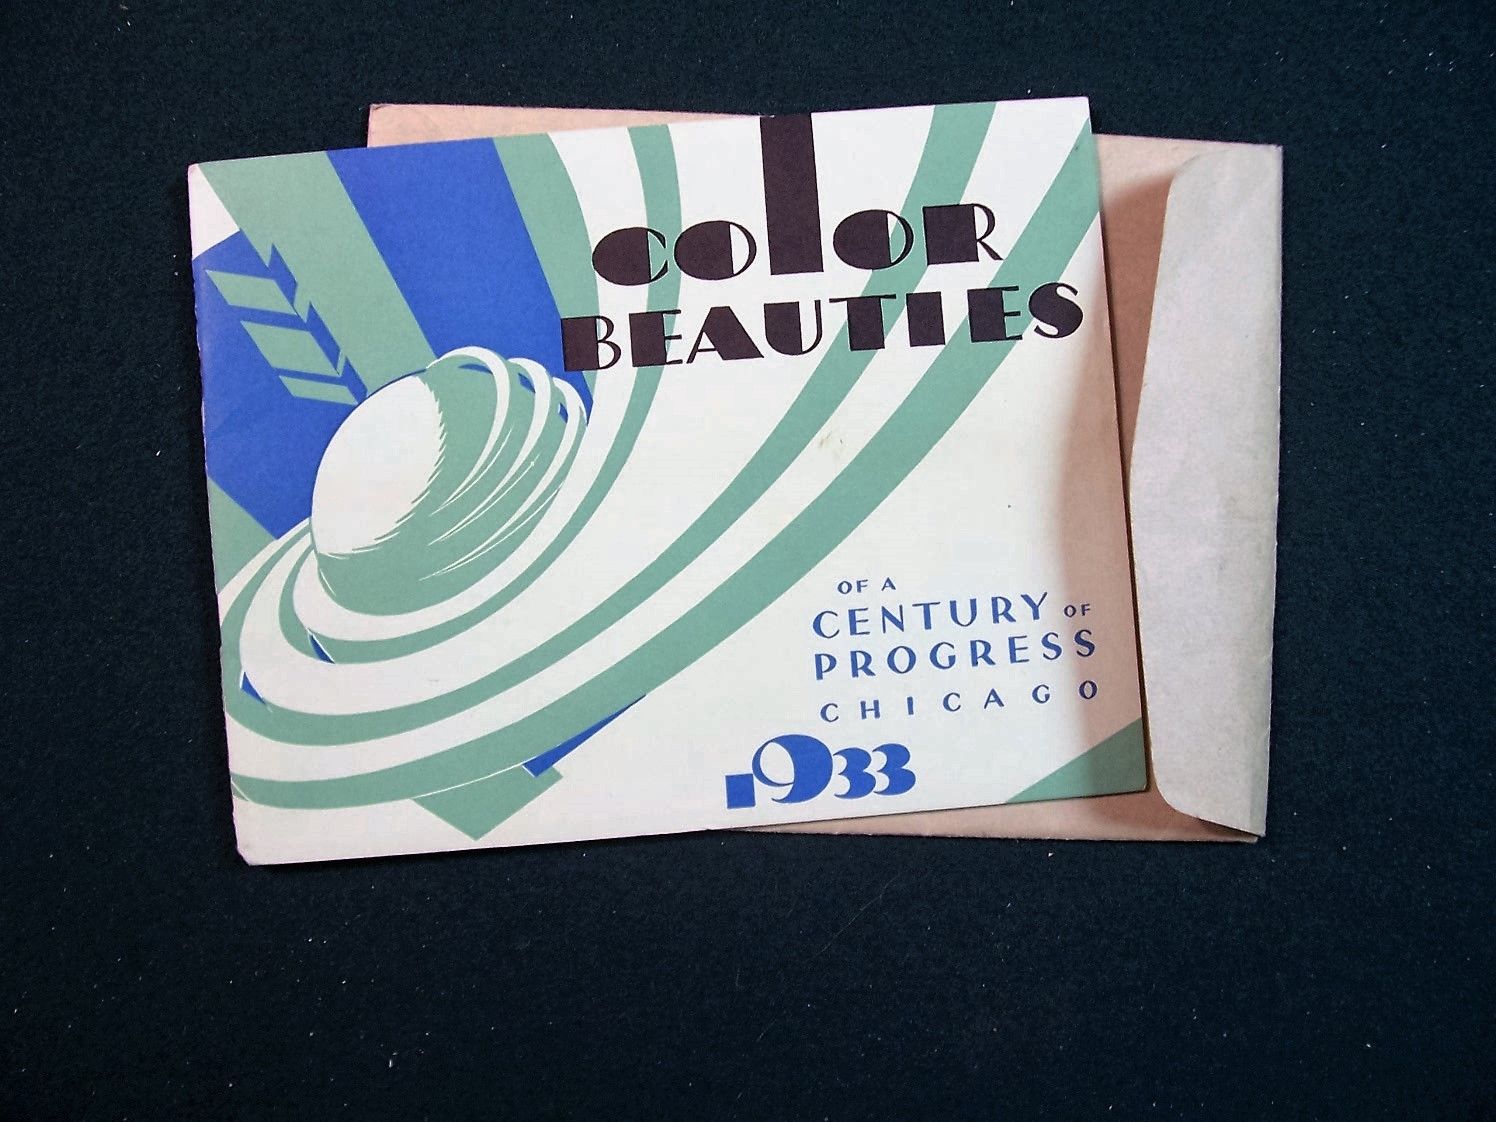 COlOR
BEAUTIES
OF A
CENTURY OF
PROGRESS
CHICAGO
1933